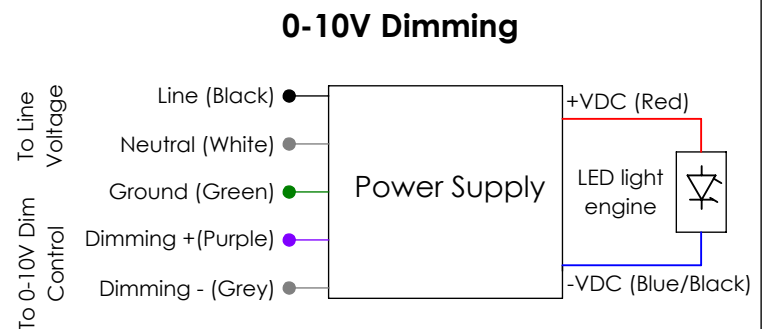 0-10V Dimming
To Line
Voltage
Line (Black)
Neutral (White)
Ground (Green)
To 0-10V Dim
Control
Dimming +(Purple)
Dimming - (Grey)
Power Supply
+VDC (Red)
LED light
engine
-VDC (Blue/Black)